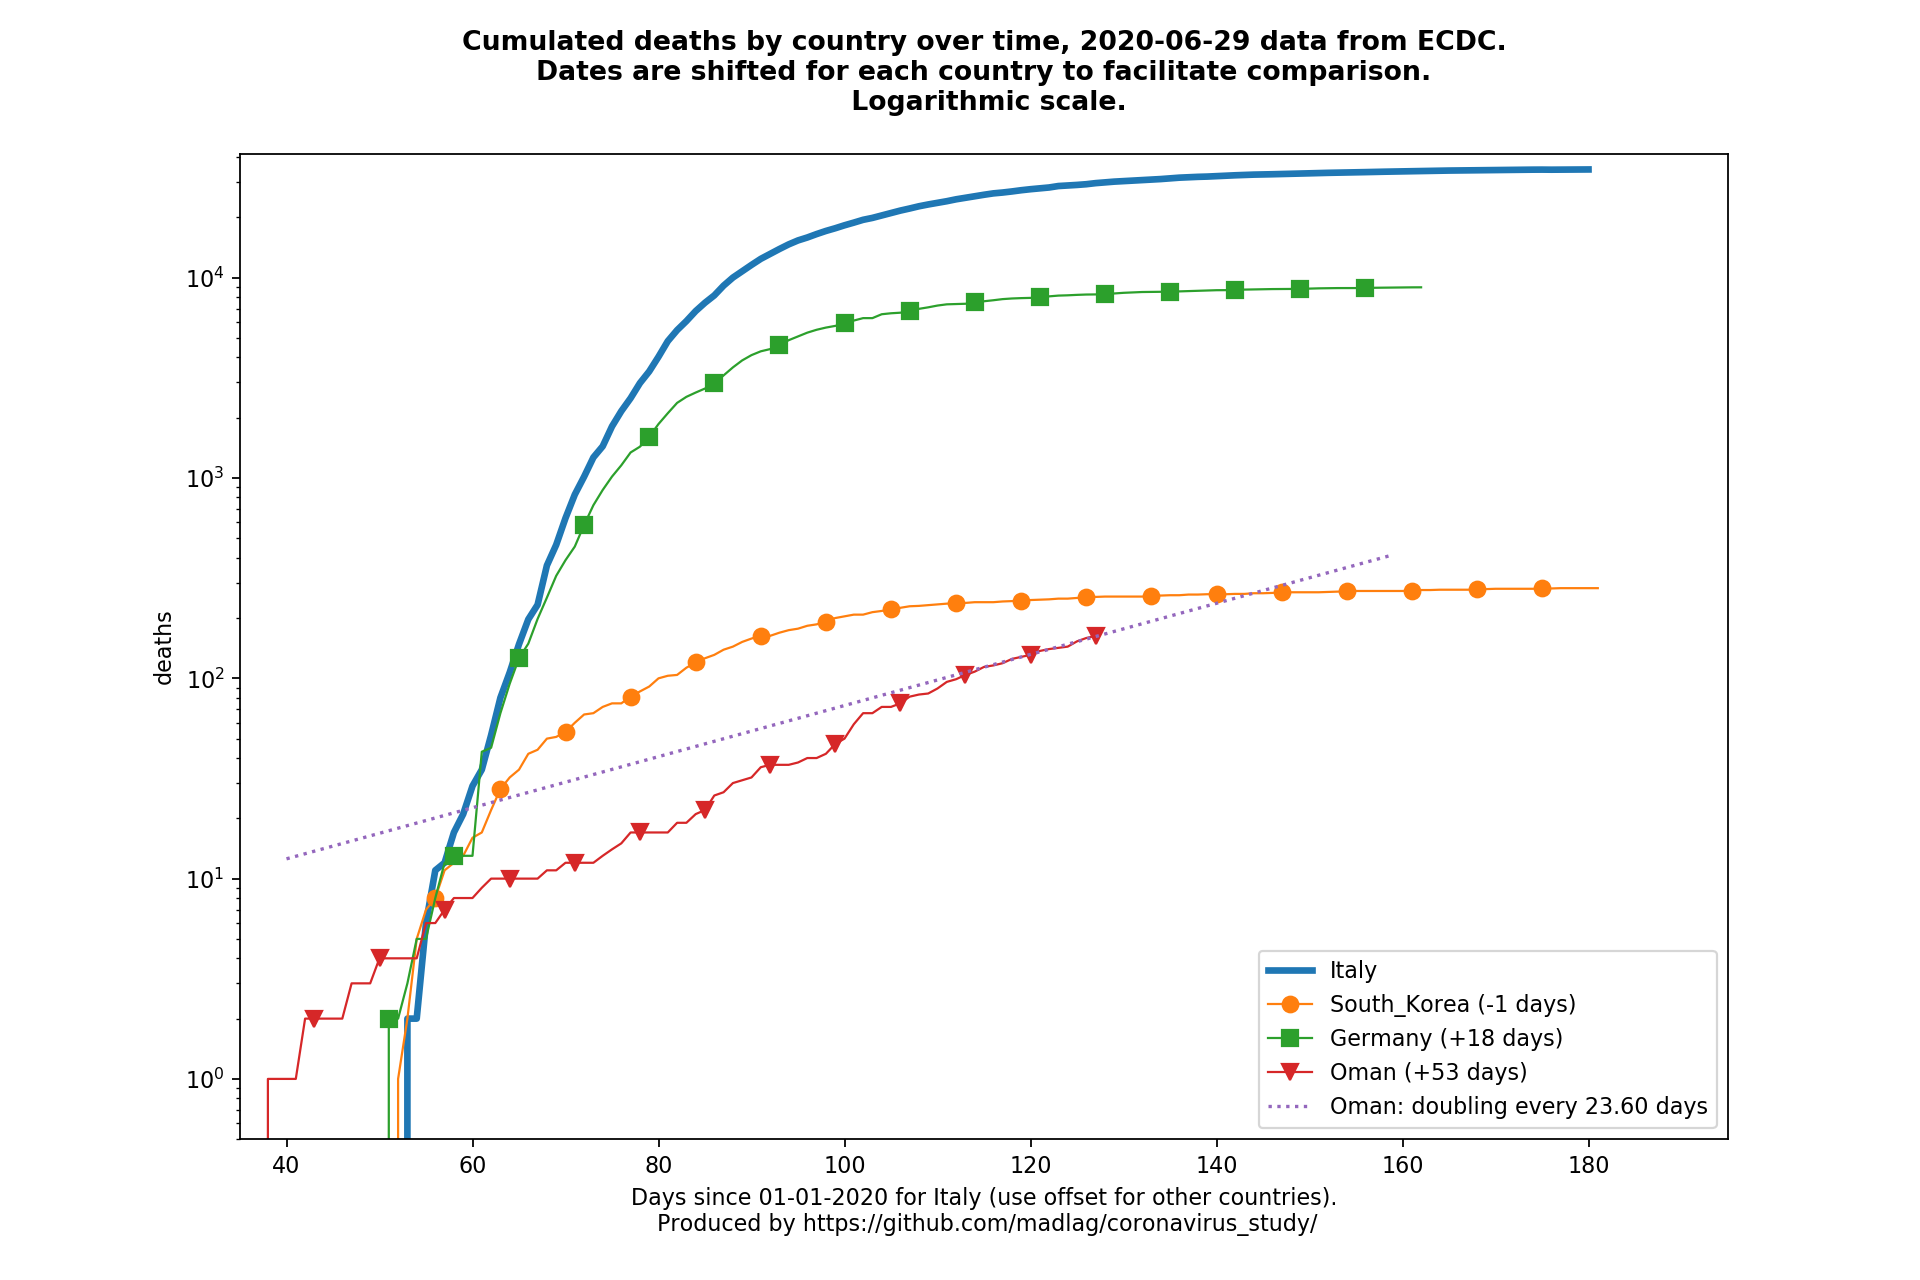 Cumulated deaths by country over time, 2020-06-29 data from ECDC.
Dates are shifted for each country to facilitate comparison.
Logarithmic scale.
deaths
10^4
10^3
10^2
10^1
10^0
40 60 80 100 120 140 160 180
Italy
South_Korea (-1 days)
Germany (+18 days)
Oman (+53 days)
Oman: doubling every 23.60 days
Days since 01-01-2020 for Italy (use offset for other countries).
Produced by https://github.com/madlag/coronavirus_study/